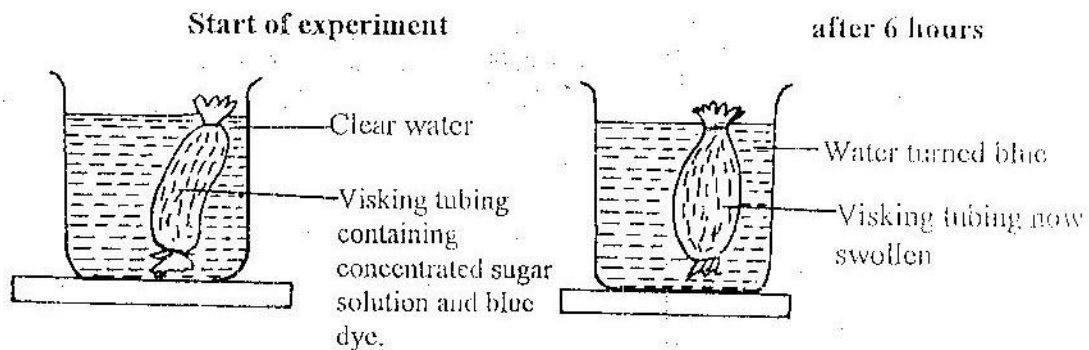 Start of experiment
after 6 hours
Clear water
Visking tubing
containing
concentrated sugar
solution and blue
dye.
Water turned blue
Visking tubing now
swollen